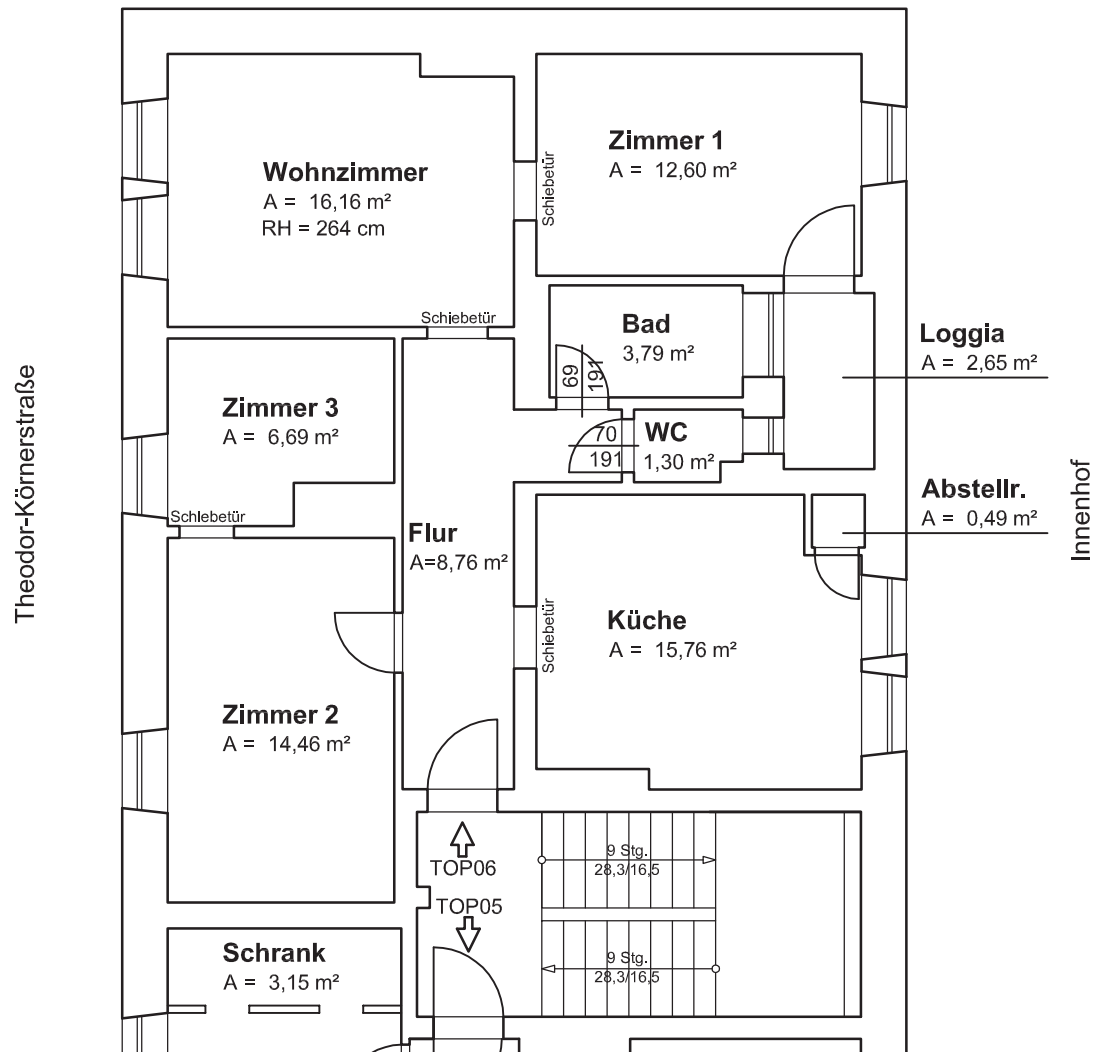 Zimmer 1
A = 12,60 m²
Schiebetür
Wohnzimmer
A = 16,16 m²
RH = 264 cm
Schiebetür
Bad
3,79 m²
69
191
Loggia
A = 2,65 m²
Theodor-Körnerstraße
Zimmer 3
A = 6,69 m²
70
191
WC
1,30 m²
Abstellr.
A = 0,49 m²
Innenhof
Schiebetür
Flur
A=8,76 m²
Schiebetür
Küche
A = 15,76 m²
Zimmer 2
A = 14,46 m²
TOP06
9 Stg.
28,3/16,5
TOP05
9 Stg.
28,3/16,5
Schrank
A = 3,15 m²